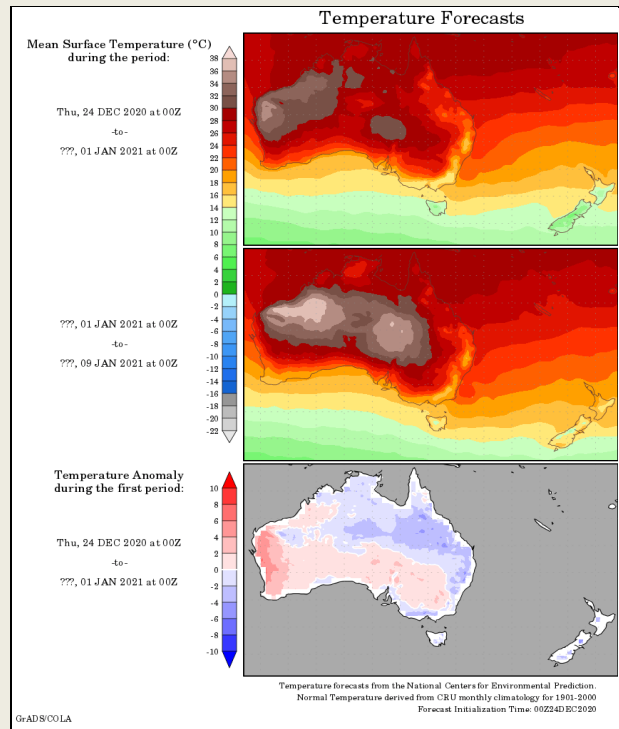 Temperature Forecasts
Mean Surface Temperature (°C)
during the period:
Thu, 24 DEC 2020 at 00Z
-to-
???, 01 JAN 2021 at 00Z
38
36
34
32
30
28
26
24
22
20
18
16
14
12
10
8
6
4
2
0
-2
-4
-6
-8
-10
-12
-14
-16
-18
-20
-22
???, 01 JAN 2021 at 00Z
-to-
???, 09 JAN 2021 at 00Z
Temperature Anomaly
during the first period:
Thu, 24 DEC 2020 at 00Z
-to-
???, 01 JAN 2021 at 00Z
10
8
6
4
2
0
-2
-4
-6
-8
-10
Temperature forecasts from the National Centers for Environmental Prediction.
Normal Temperature derived from CRU monthly climatology for 1901-2000
Forecast Initialization Time: 00Z24DEC2020
GrADS/COLA